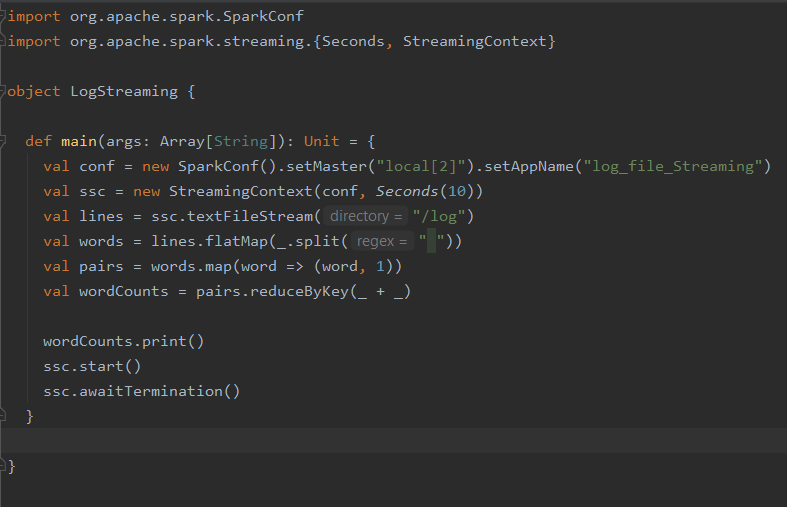 import org.apache.spark.SparkConf
import org.apache.spark.streaming.{Seconds, StreamingContext}
object LogStreaming {
def main(args: Array[String]): Unit = {
val conf = new SparkConf().setMaster("local[2]").setAppName("log_file_Streaming")
val ssc = new StreamingContext(conf, Seconds(10))
val lines = ssc.textFileStream( directory = "/log")
val words = lines.flatMap(_.split( regex = " "))
val pairs = words.map(word => (word, 1))
val wordCounts = pairs.reduceByKey(_ + _)
wordCounts.print()
ssc.start()
ssc.awaitTermination()
}
}